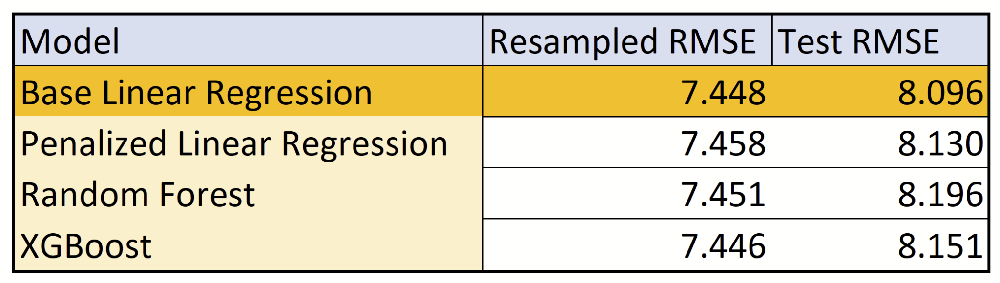 Model Resampled RMSE Test RMSE
Base Linear Regression 7.448 8.096
Penalized Linear Regression 7.458 8.130
Random Forest 7.451 8.196
XGBoost 7.446 8.151